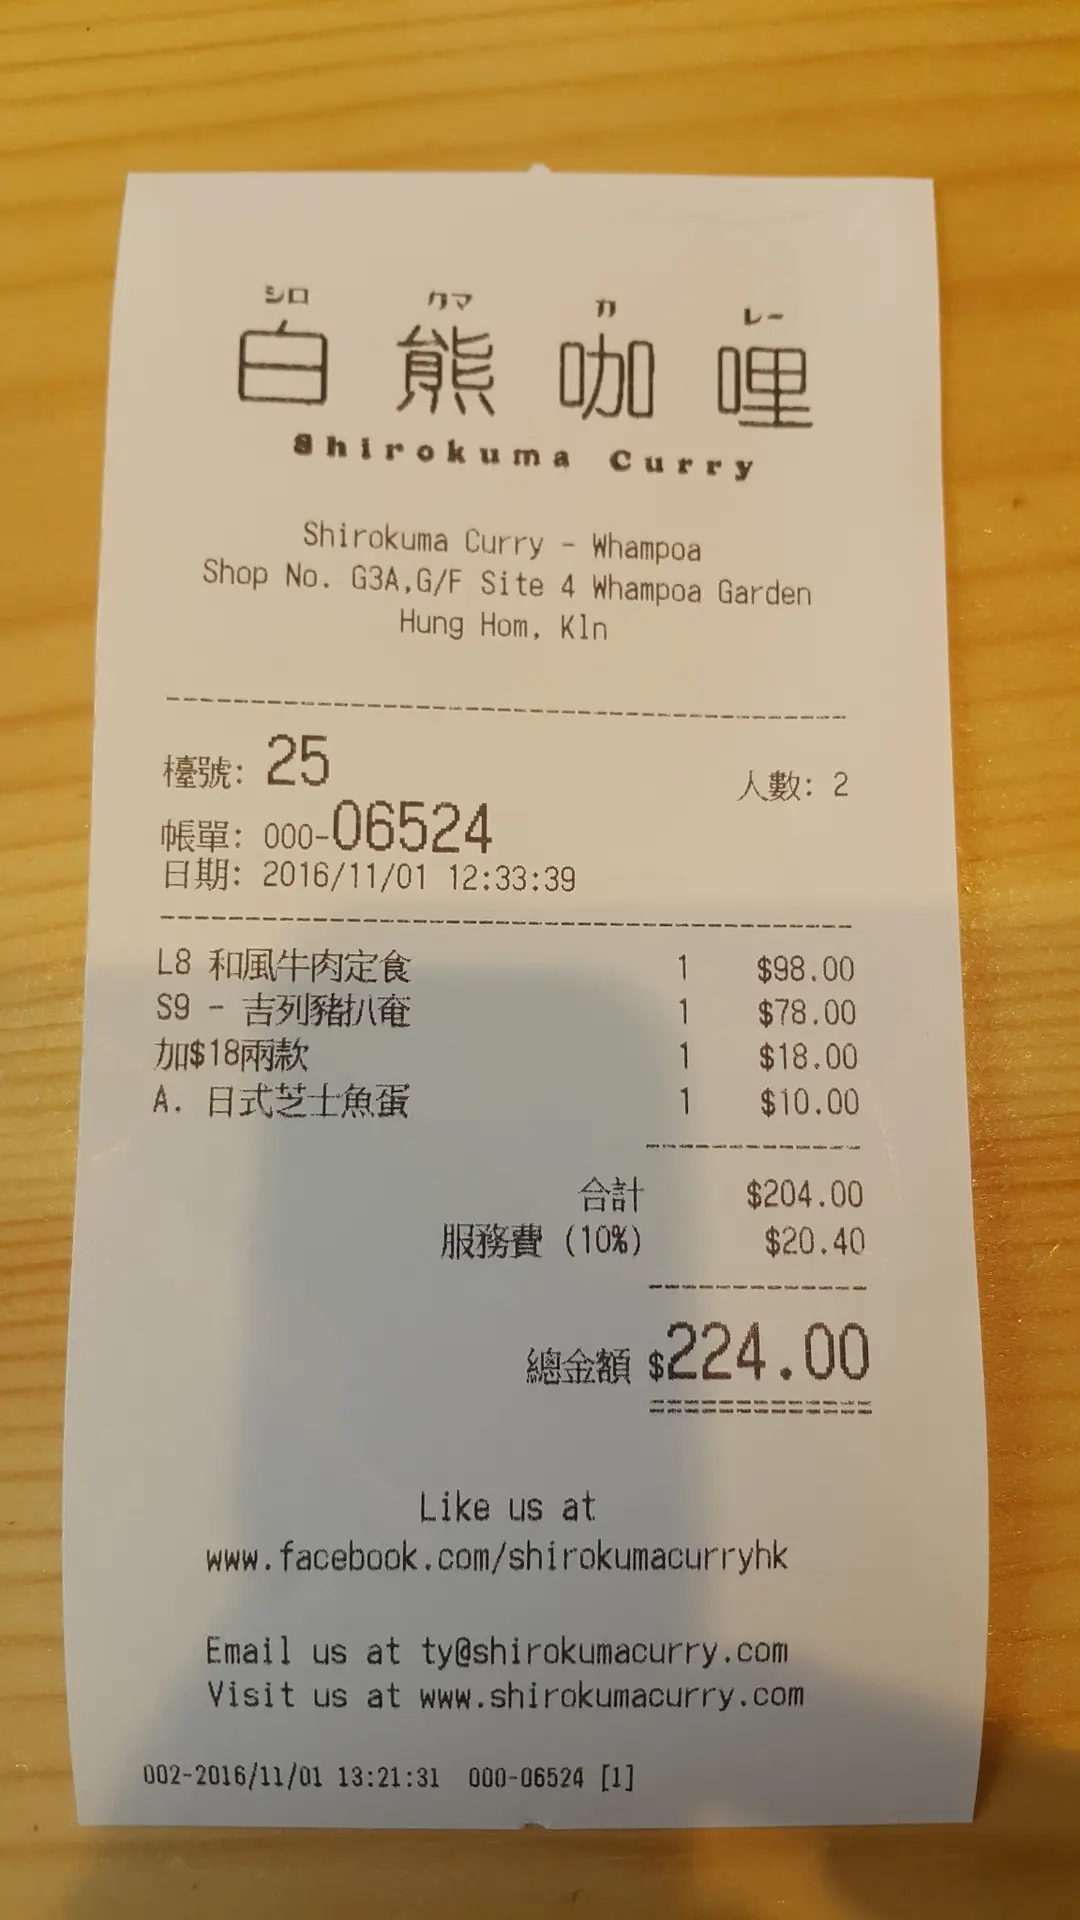 シロ クマ カ レー
白熊咖哩
Shirokuma Curry
Shirokuma Curry - Whampoa
Shop No. G3A,G/F Site 4 Whampoa Garden
Hung Hom, Kln
檯號: 25 人數: 2
帳單: 000-06524
日期: 2016/11/01 12:33:39
L8 和風牛肉定食 1 $98.00
S9 - 吉列豬扒奄 1 $78.00
加$18兩款 1 $18.00
A. 日式芝士魚蛋 1 $10.00
合計 $204.00
服務費 (10%) $20.40
總金額 $224.00
Like us at
www.facebook.com/shirokumacurryhk
Email us at ty@shirokumacurry.com
Visit us at www.shirokumacurry.com
002-2016/11/01 13:21:31 000-06524 [1]